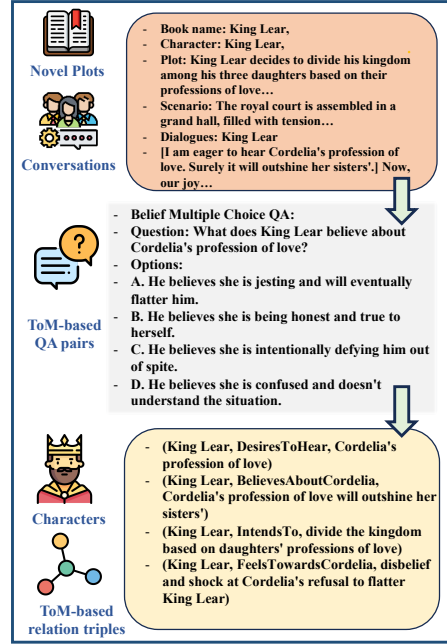 Novel Plots
Conversations
- Book name: King Lear,
- Character: King Lear,
- Plot: King Lear decides to divide his kingdom
among his three daughters based on their
professions of love…
- Scenario: The royal court is assembled in a
grand hall, filled with tension…
- Dialogues: King Lear
- [I am eager to hear Cordelia's profession of
love. Surely it will outshine her sisters'.] Now,
our joy…
ToM-based
QA pairs
- Belief Multiple Choice QA:
- Question: What does King Lear believe about
Cordelia's profession of love?
- Options:
- A. He believes she is jesting and will eventually
flatter him.
- B. He believes she is being honest and true to
herself.
- C. He believes she is intentionally defying him out
of spite.
- D. He believes she is confused and doesn't
understand the situation.
Characters
ToM-based
relation triples
- (King Lear, DesiresToHear, Cordelia's
profession of love)
- (King Lear, BelievesAboutCordelia,
Cordelia's profession of love will outshine her
sisters')
- (King Lear, IntendsTo, divide the kingdom
based on daughters' professions of love)
- (King Lear, FeelsTowardsCordelia, disbelief
and shock at Cordelia's refusal to flatter
King Lear)